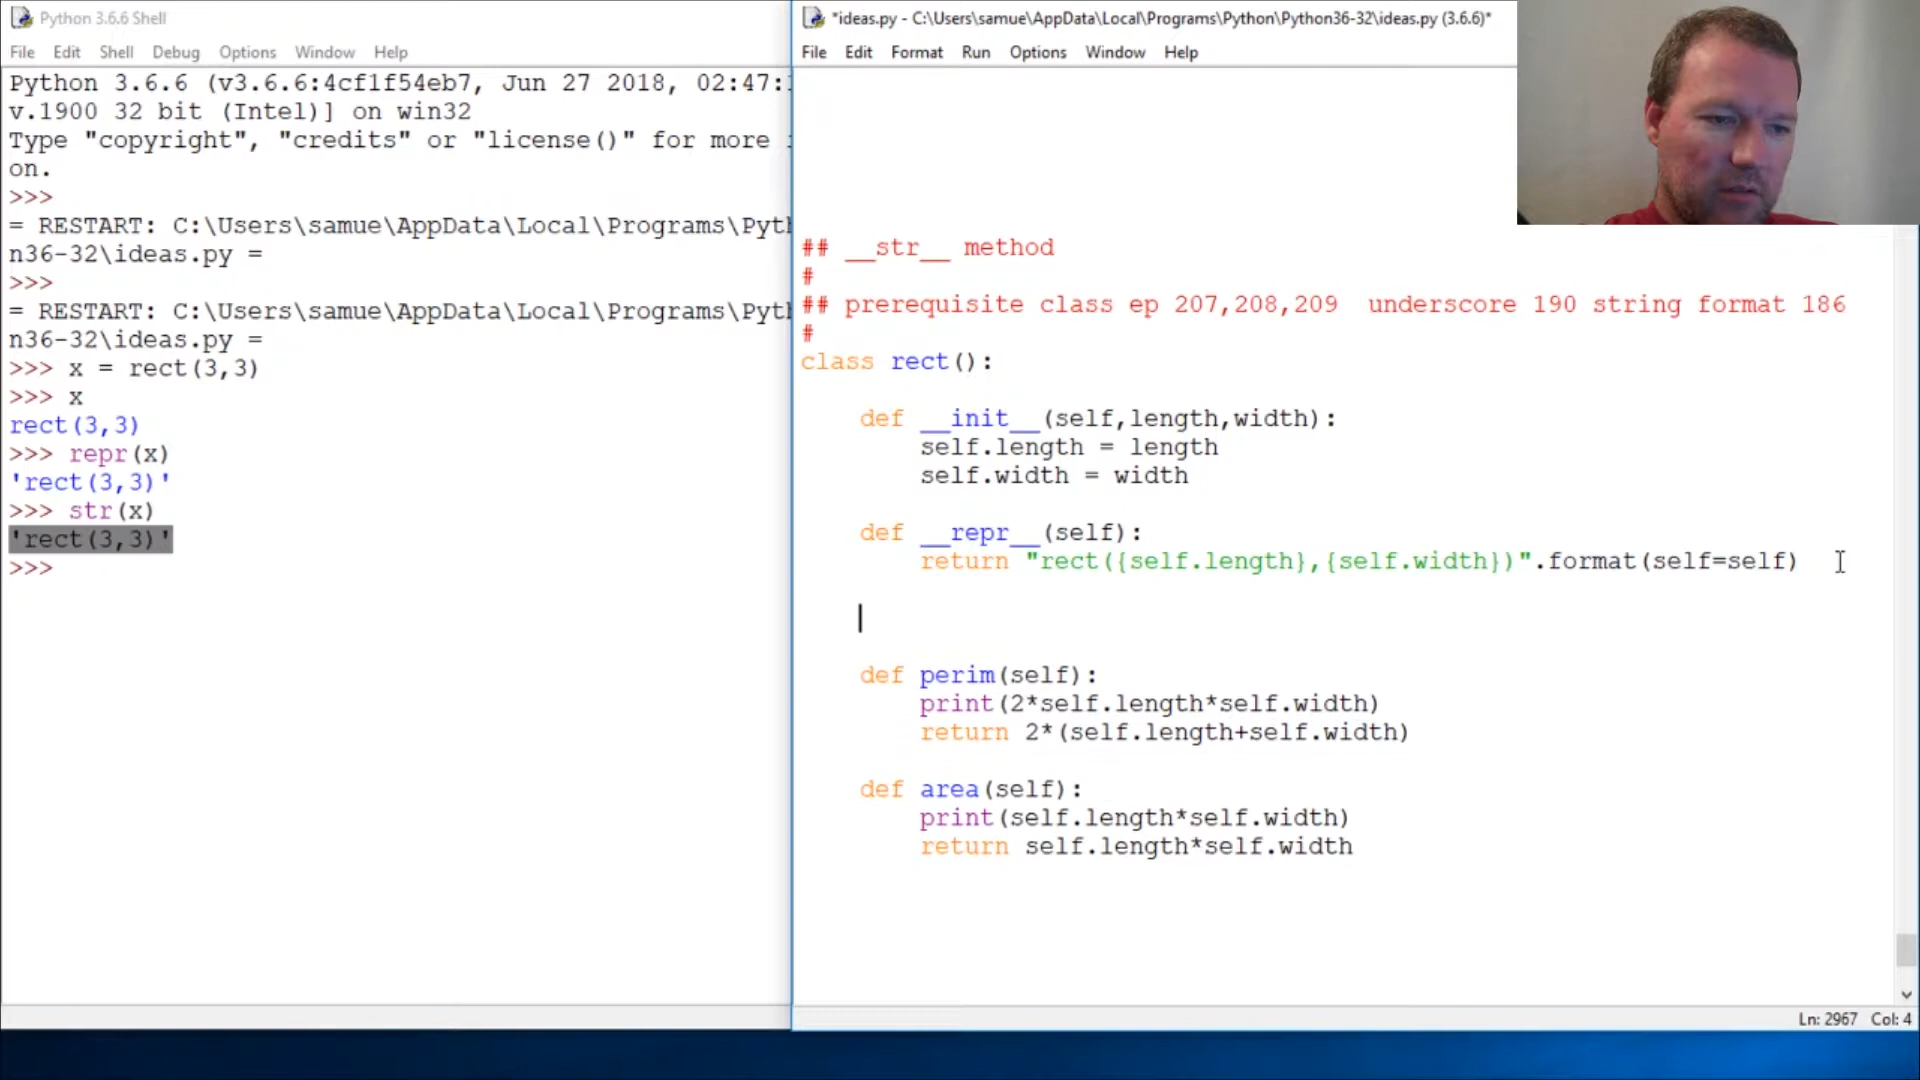 Python 3.6.6 Shell
File Edit Shell Debug Options Window Help
Python 3.6.6 (v3.6.6:4cf1f54eb7, Jun 27 2018, 02:47:
v.1900 32 bit (Intel)] on win32
Type "copyright", "credits" or "license()" for more
on.
>>>
= RESTART: C:\Users\samue\AppData\Local\Programs\Pyt
n36-32\ideas.py =
>>>
= RESTART: C:\Users\samue\AppData\Local\Programs\Pyt
n36-32\ideas.py =
>>> x = rect(3,3)
>>> x
rect(3,3)
>>> repr(x)
'rect(3,3)'
>>> str(x)
'rect(3,3)'
>>>
*ideas.py - C:\Users\samue\AppData\Local\Programs\Python\Python36-32\ideas.py (3.6.6)*
File Edit Format Run Options Window Help
## __str__ method
#
## prerequisite class ep 207,208,209  underscore 190 string format 186
#
class rect():
def __init__(self,length,width):
self.length = length
self.width = width
def __repr__(self):
return "rect({self.length},{self.width})".format(self=self)
def perim(self):
print(2*self.length*self.width)
return 2*(self.length+self.width)
def area(self):
print(self.length*self.width)
return self.length*self.width
Ln: 2967 Col: 4